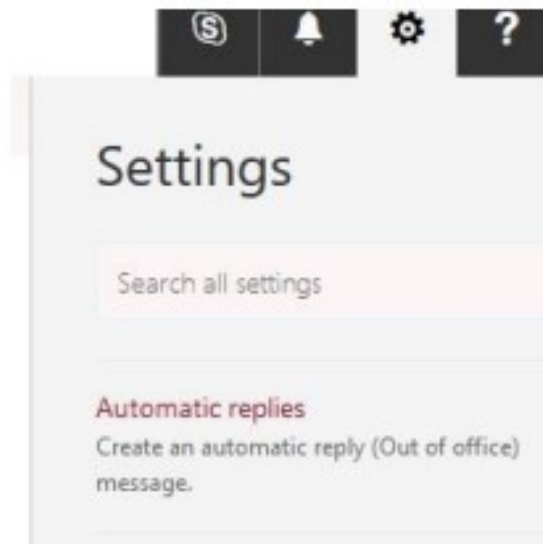 ?
Settings
Search all settings
Automatic replies
Create an automatic reply (Out of office)
message.